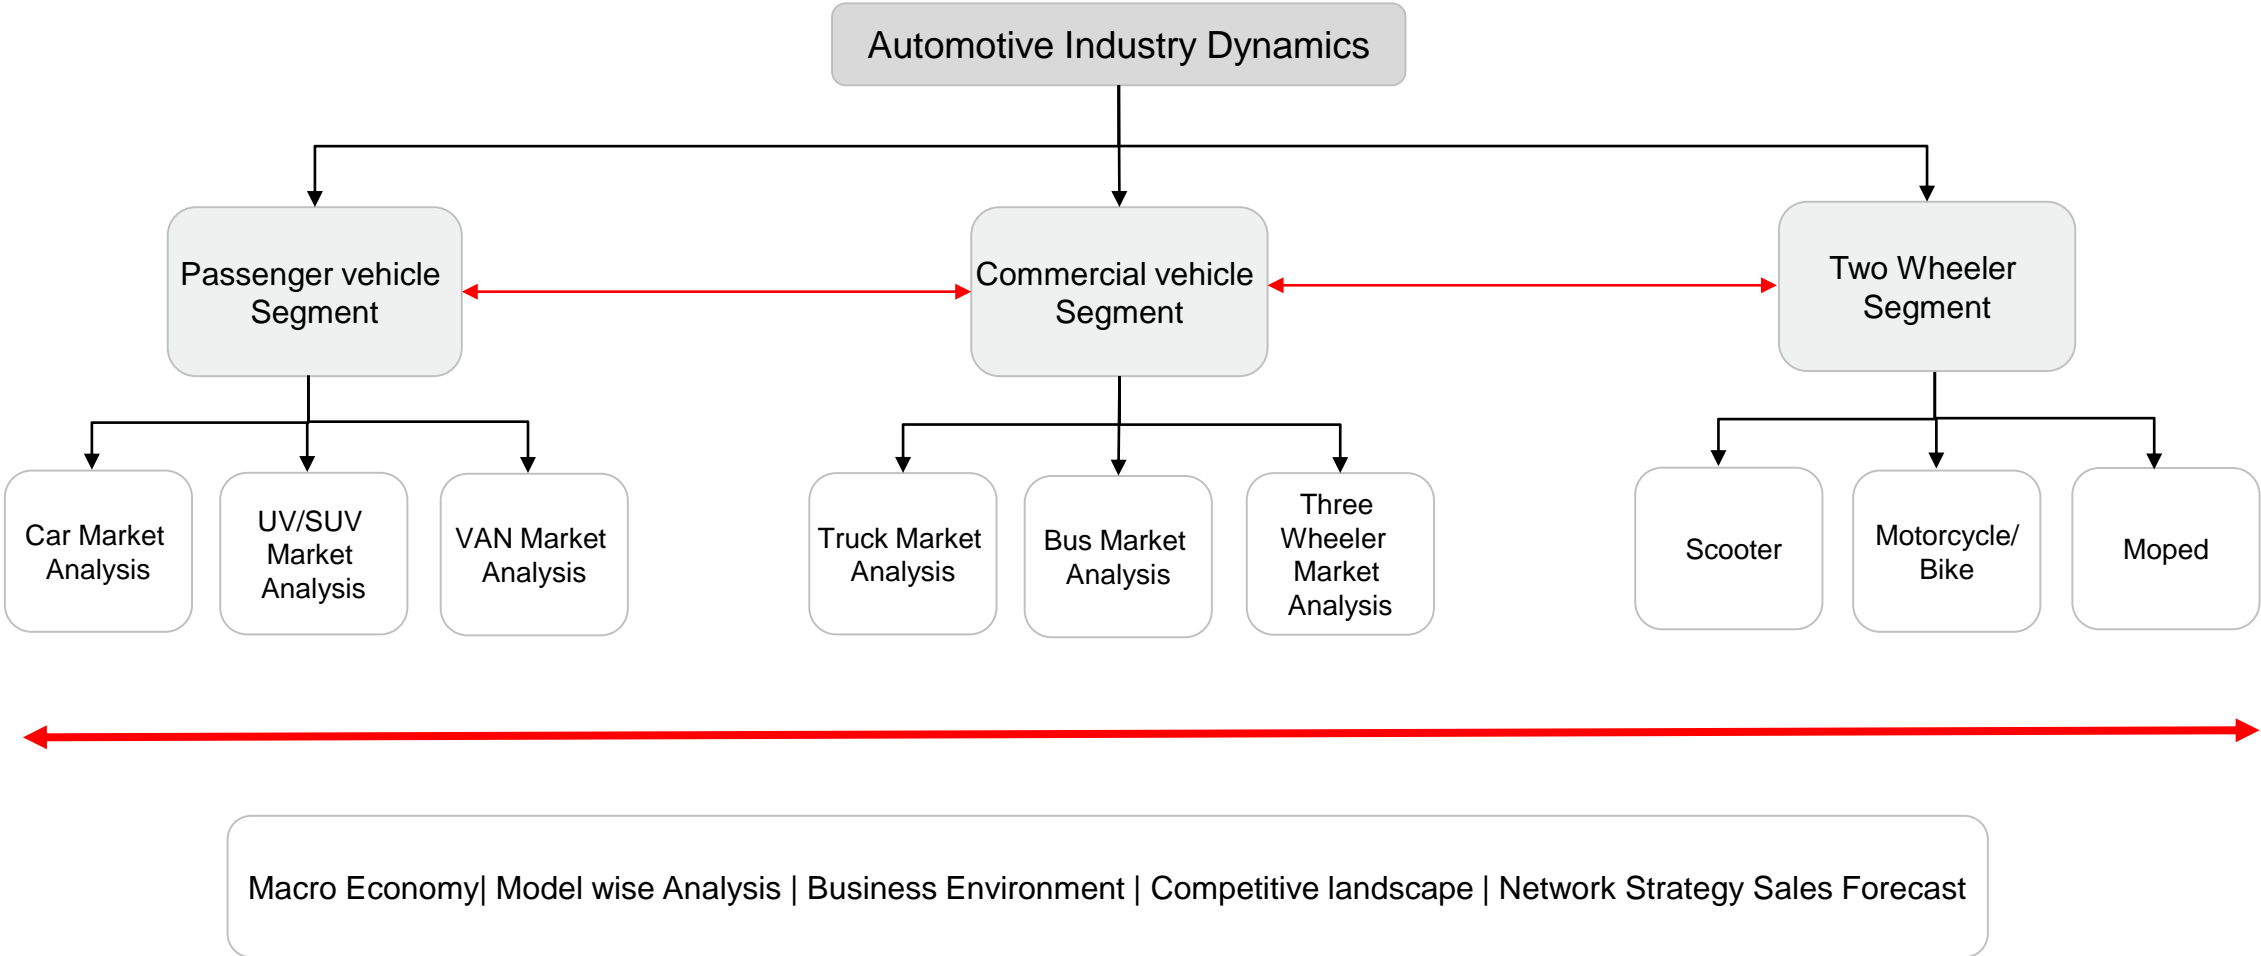 Automotive Industry Dynamics
Passenger vehicle
Segment
Commercial vehicle
Segment
Two Wheeler
Segment
Car Market
Analysis
UV/SUV
Market
Analysis
VAN Market
Analysis
Truck Market
Analysis
Bus Market
Analysis
Three
Wheeler
Market
Analysis
Scooter
Motorcycle/
Bike
Moped
Macro Economy| Model wise Analysis | Business Environment | Competitive landscape | Network Strategy Sales Forecast